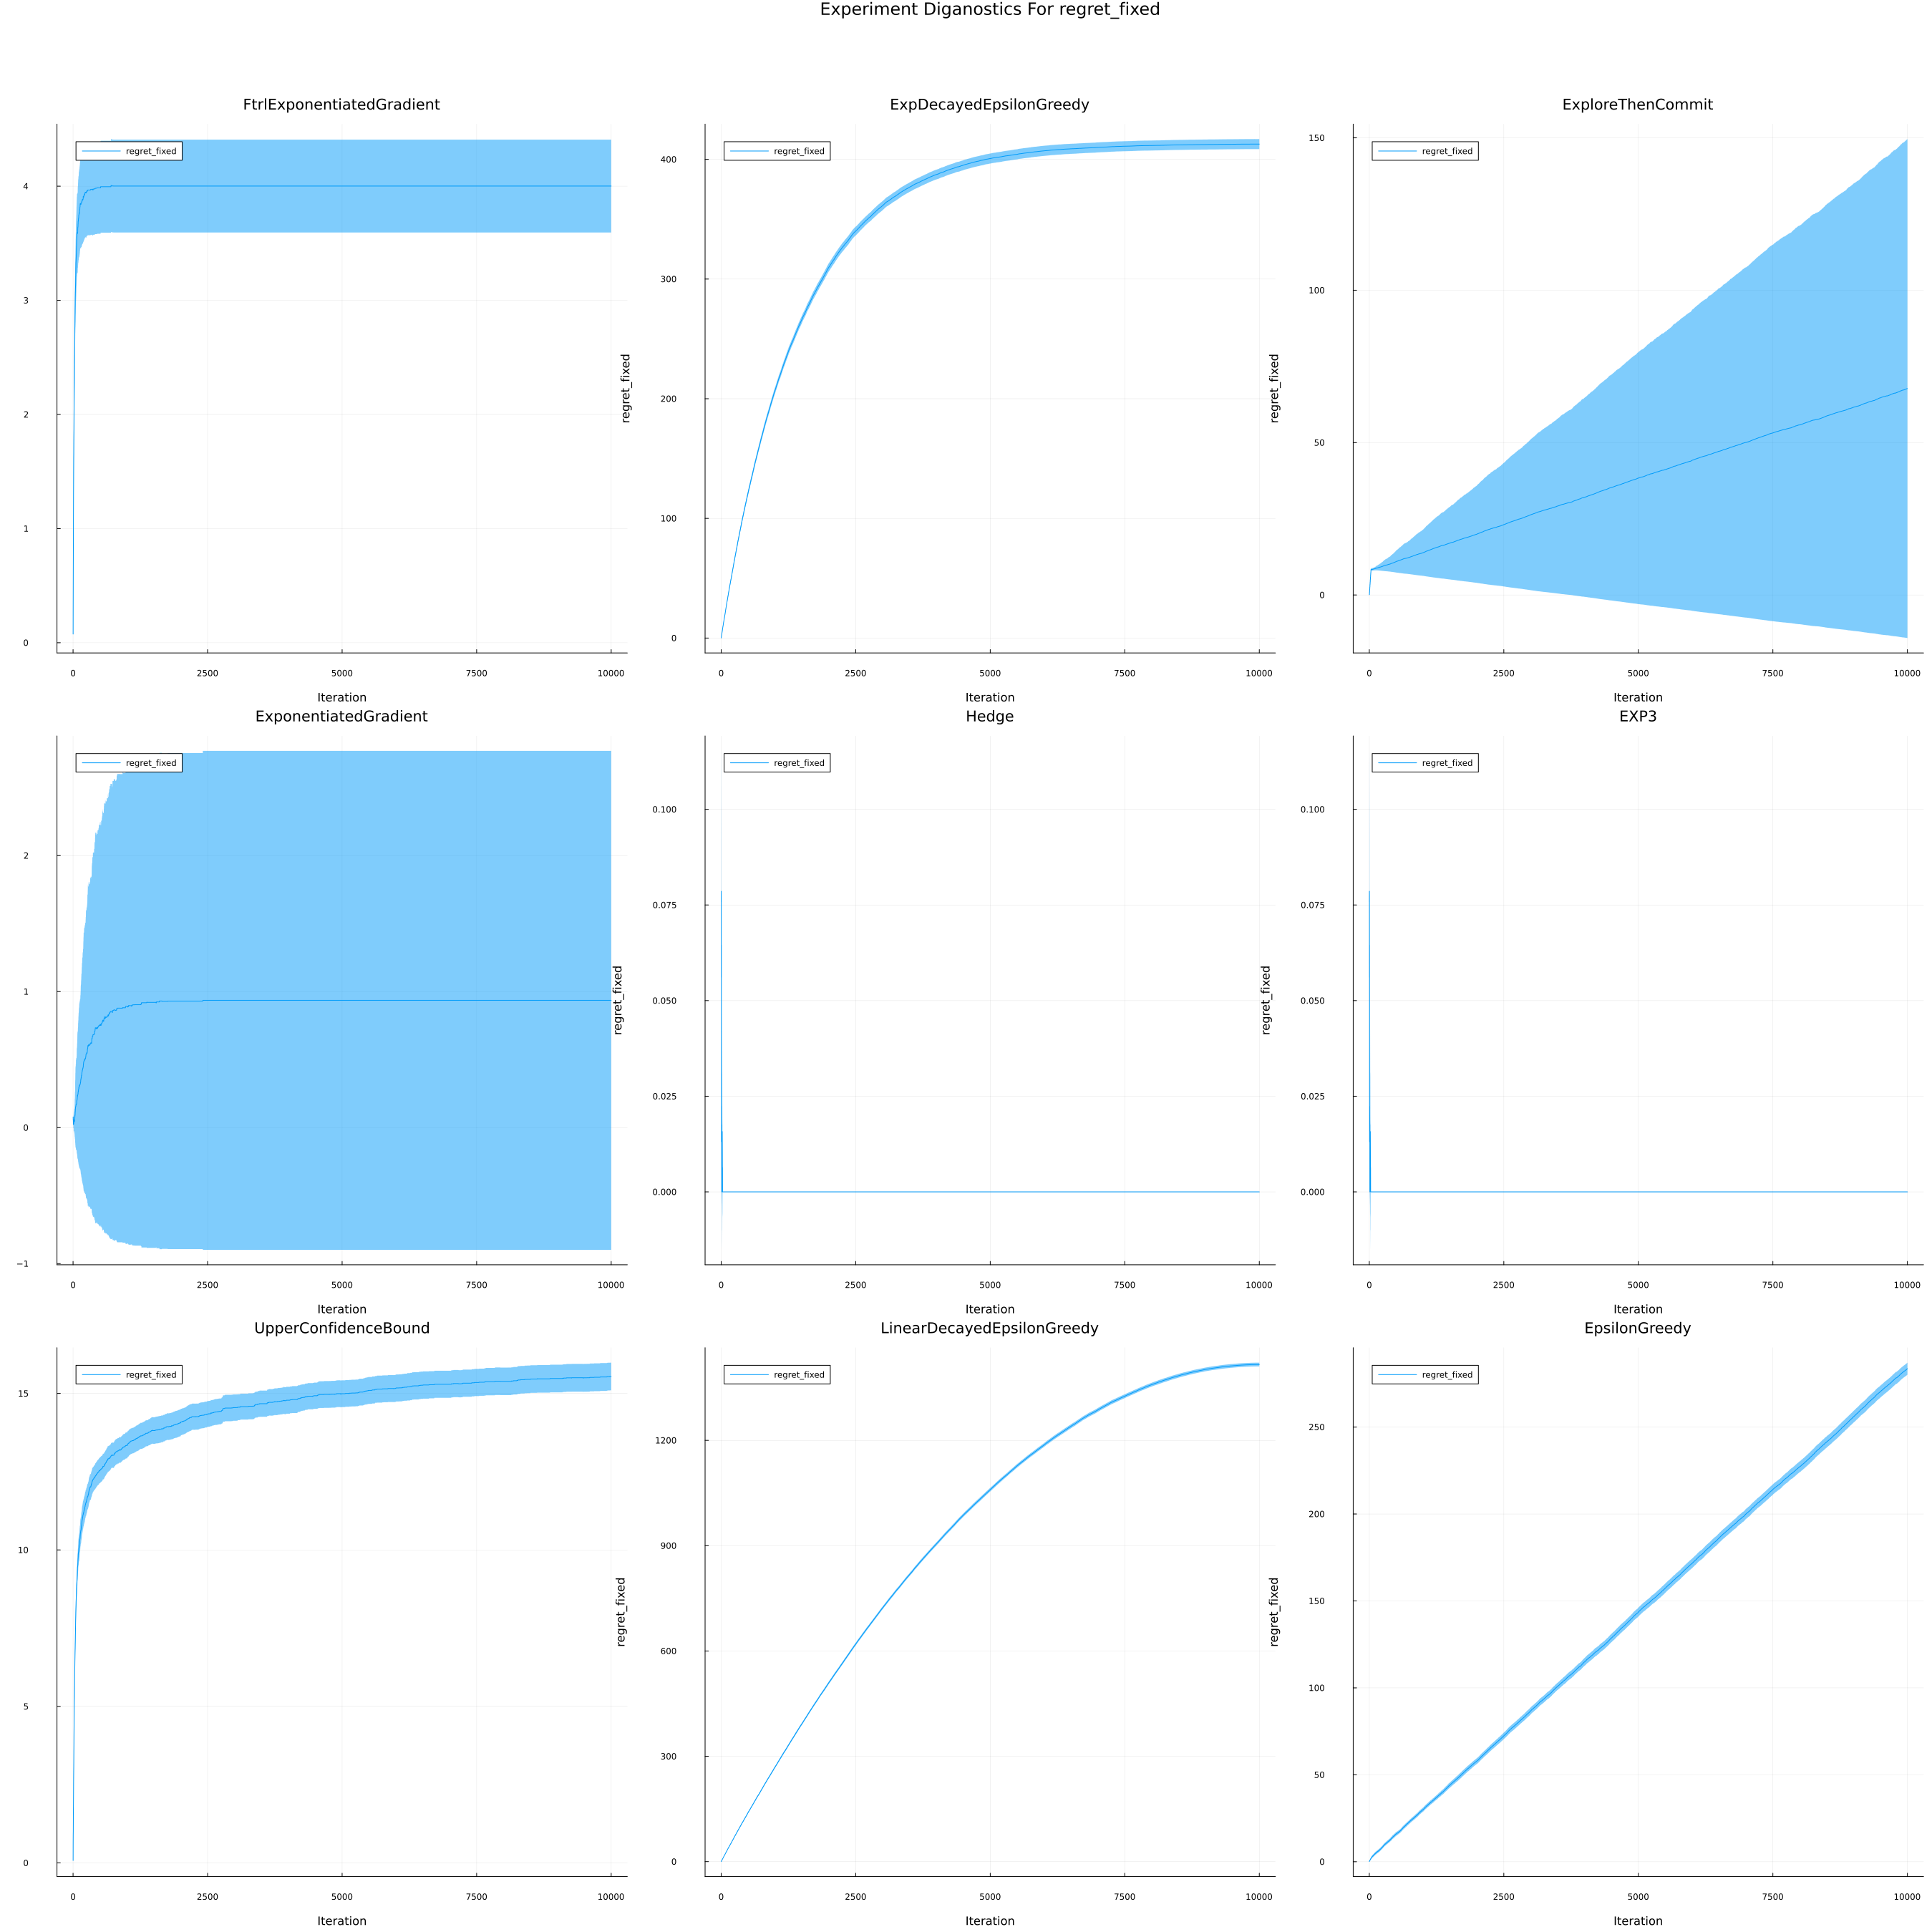 Experiment Diganostics For regret_fixed
FtrlExponentiatedGradient
regret_fixed
4
3
2
1
0
0 2500 5000 7500 10000
Iteration
ExpDecayedEpsilonGreedy
regret_fixed
regret_fixed
400
300
200
100
0
0 2500 5000 7500 10000
Iteration
ExploreThenCommit
regret_fixed
regret_fixed
150
100
50
0
0 2500 5000 7500 10000
Iteration
ExponentiatedGradient
regret_fixed
2
1
0
−1
0 2500 5000 7500 10000
Iteration
Hedge
regret_fixed
regret_fixed
0.100
0.075
0.050
0.025
0.000
0 2500 5000 7500 10000
Iteration
EXP3
regret_fixed
regret_fixed
0.100
0.075
0.050
0.025
0.000
0 2500 5000 7500 10000
Iteration
UpperConfidenceBound
regret_fixed
15
10
5
0
0 2500 5000 7500 10000
Iteration
LinearDecayedEpsilonGreedy
regret_fixed
regret_fixed
1200
900
600
300
0
0 2500 5000 7500 10000
Iteration
EpsilonGreedy
regret_fixed
regret_fixed
250
200
150
100
50
0
0 2500 5000 7500 10000
Iteration